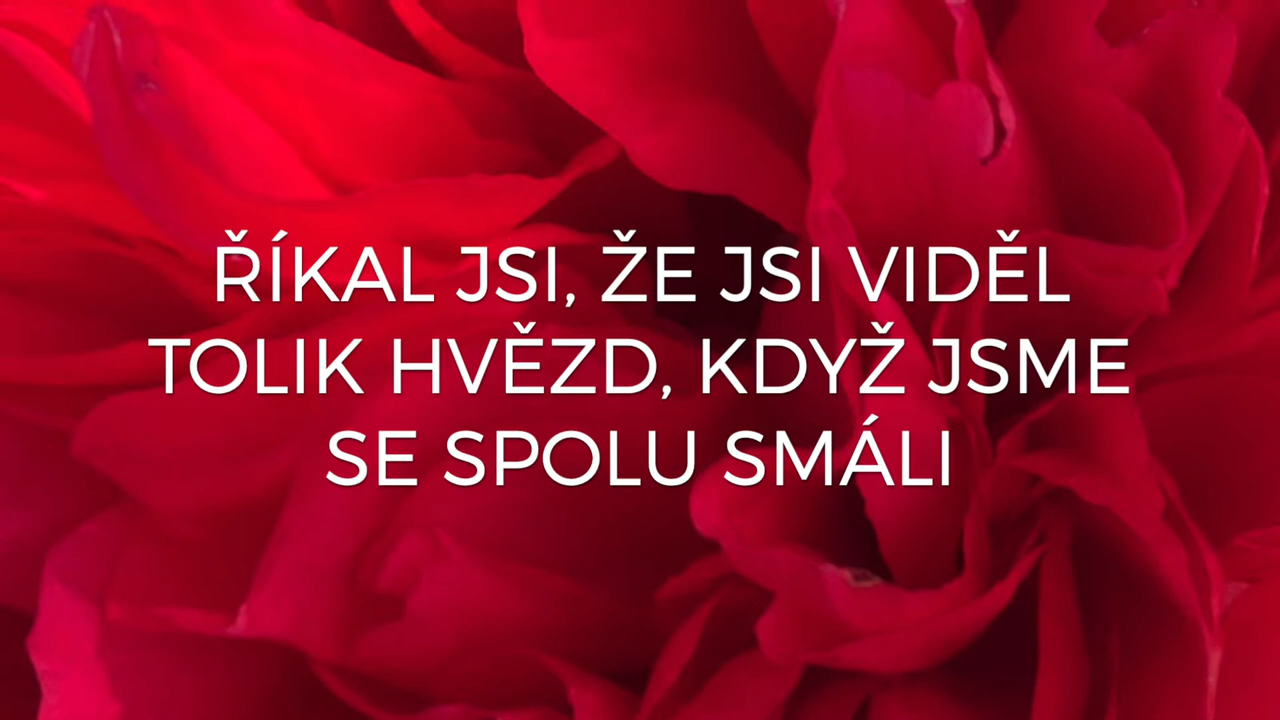 ŘÍKAL JSI, ŽE JSI VIDĚL
TOLIK HVĚZD, KDYŽ JSME
SE SPOLU SMÁLI